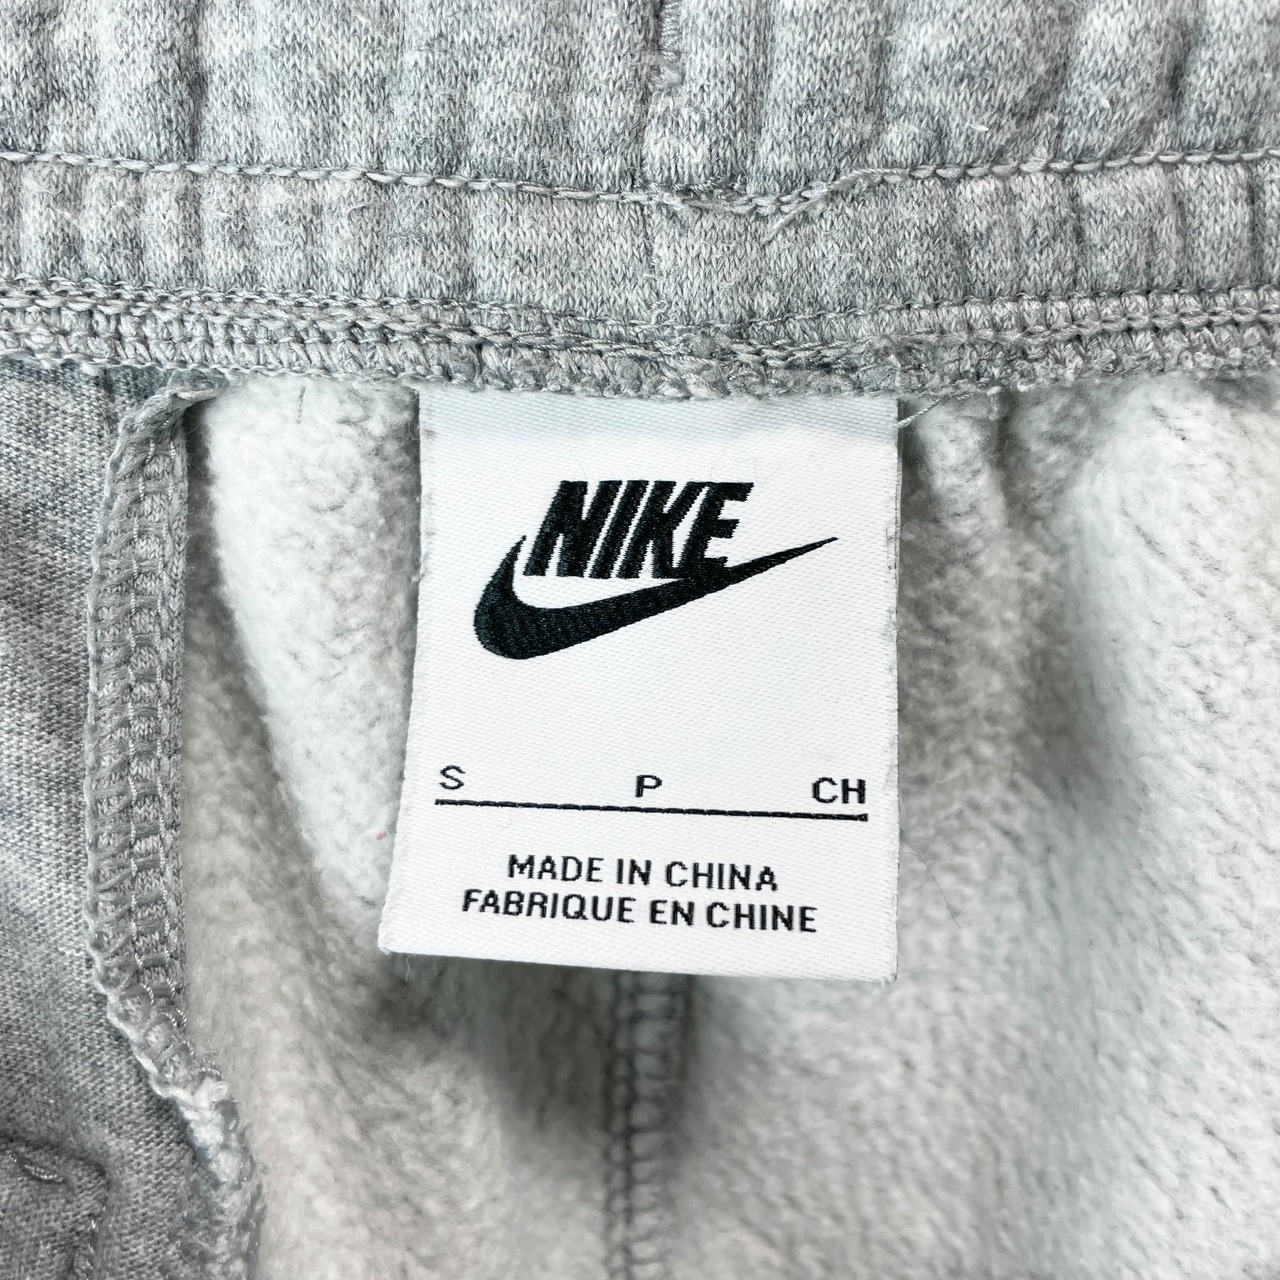 NIKE
S P CH
MADE IN CHINA
FABRIQUE EN CHINE